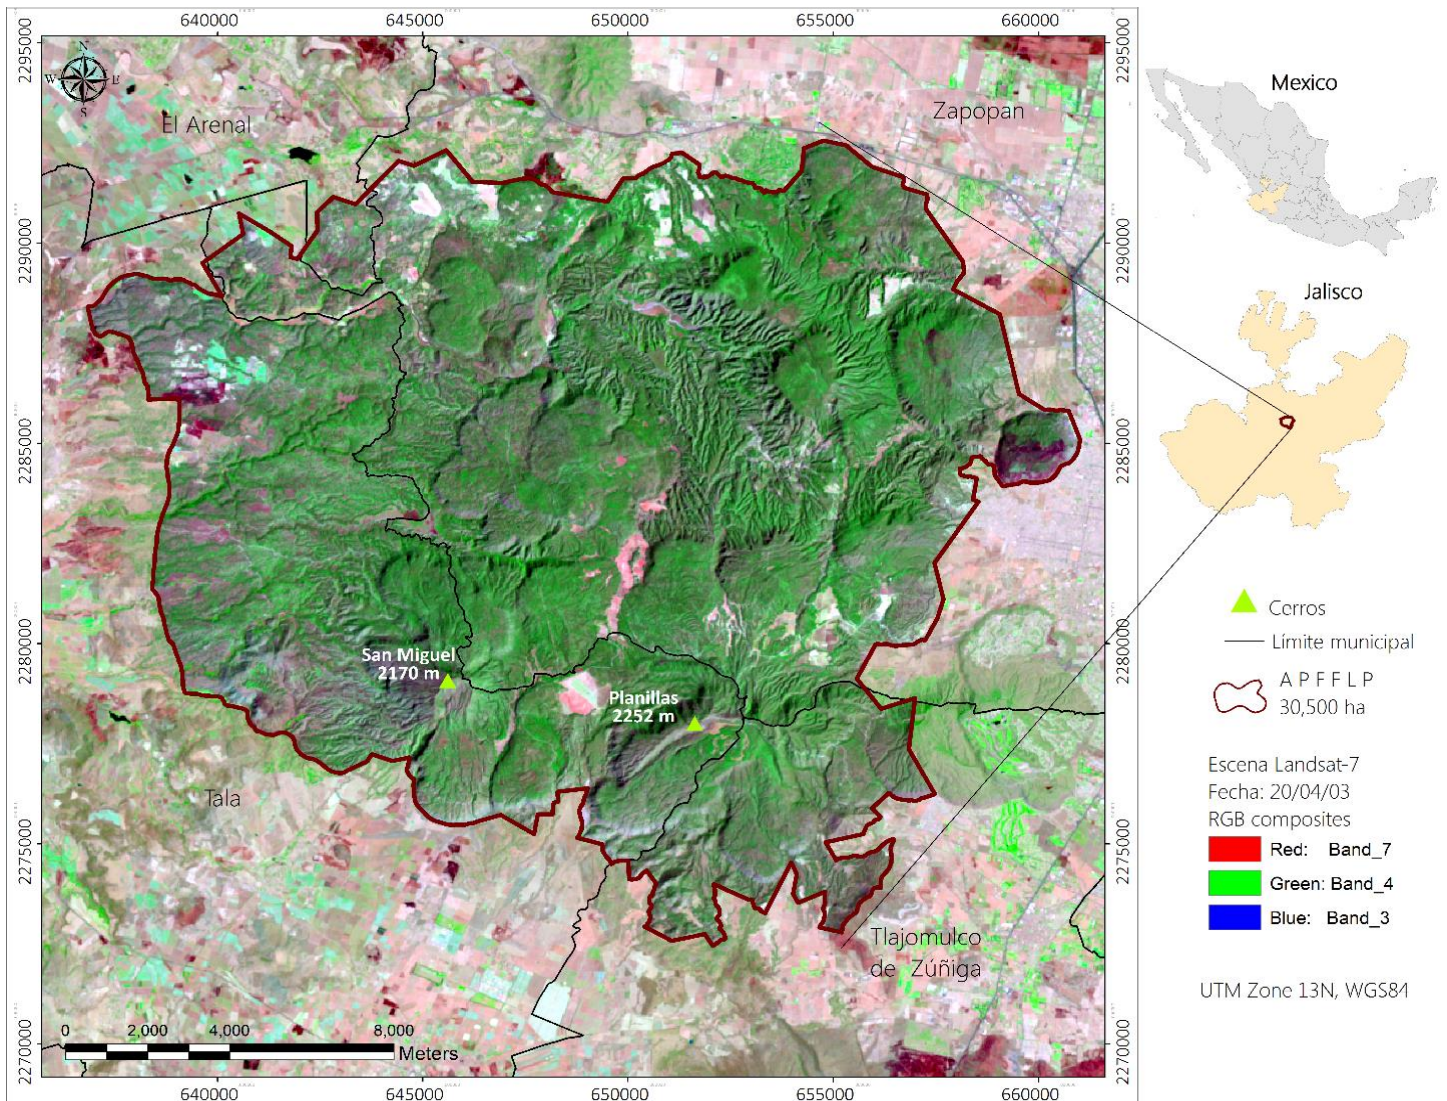 640000 645000 650000 655000 660000
2295000
2295000
N
W E
S
El Arenal
Zapopan
Mexico
2290000
2290000
Jalisco
2285000
2285000
San Miguel
2170 m
Planillas
2252 m
2280000
2280000
Tala
2275000
2275000
Tlajomulco
de Zúñiga
0 2,000 4,000 8,000
Meters
2270000
2270000
640000 645000 650000 655000 660000
Cerros
Límite municipal
A P F F L P
30,500 ha
Escena Landsat-7
Fecha: 20/04/03
RGB composites
Red: Band_7
Green: Band_4
Blue: Band_3
UTM Zone 13N, WGS84